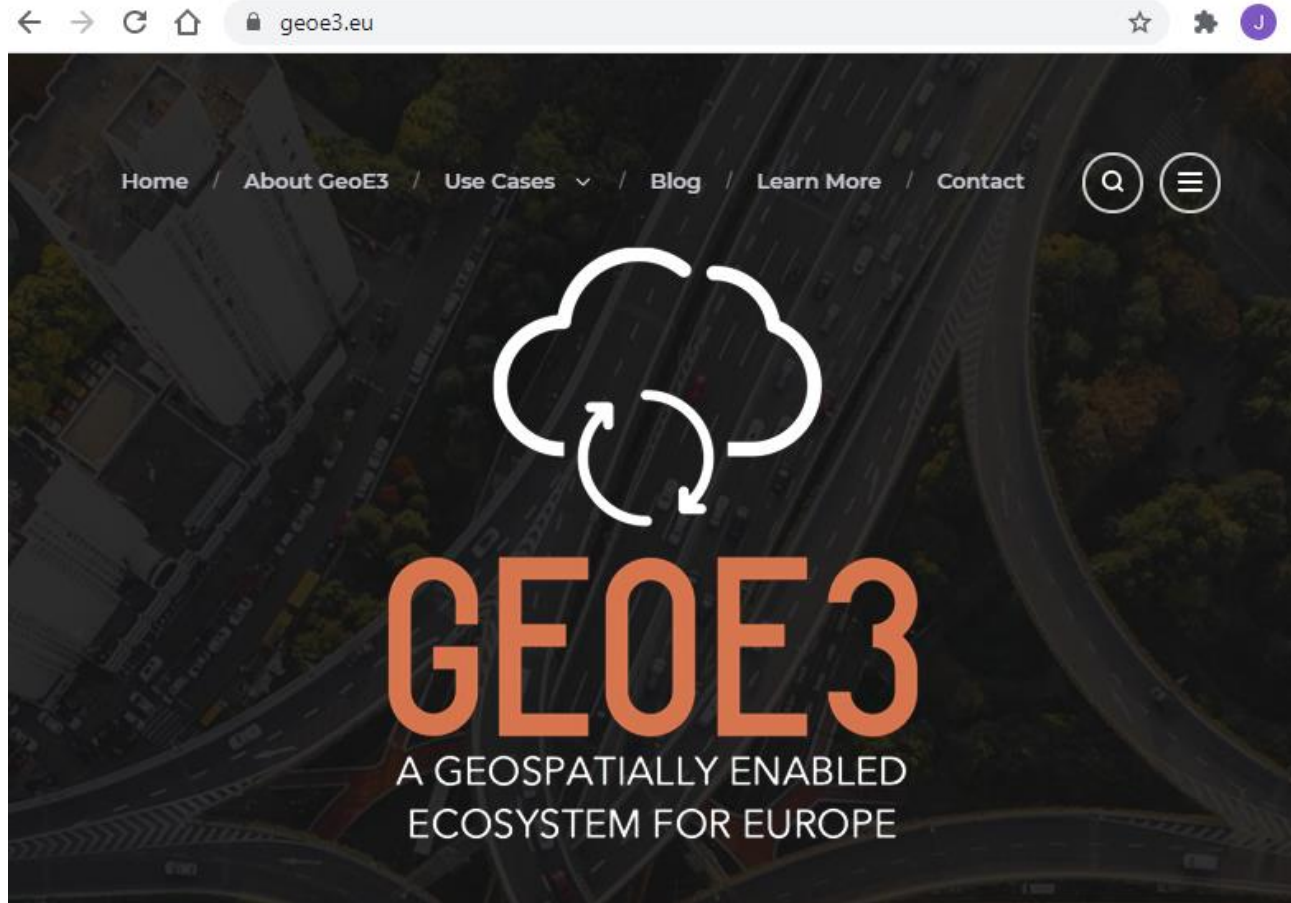 geoe3.eu
J
Home / About GeoE3 / Use Cases / Blog / Learn More / Contact
GEOE3
A GEOSPATIALLY ENABLED
ECOSYSTEM FOR EUROPE